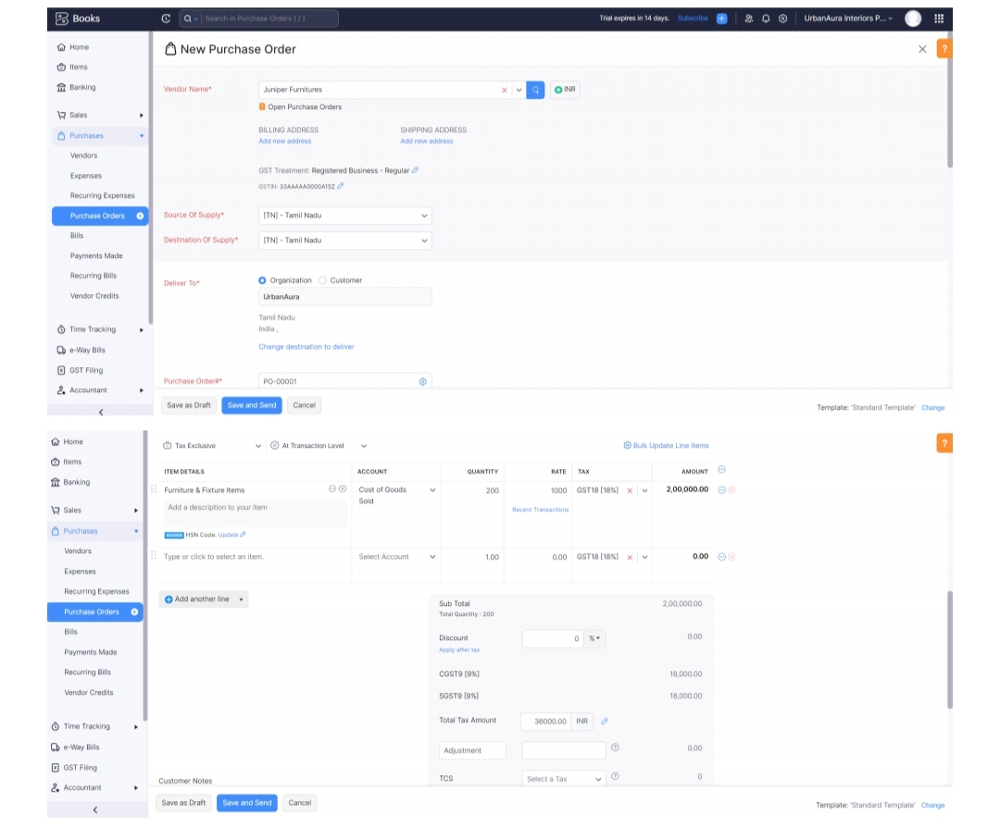 Books
Search in Purchase Orders ( / )
Trial expires in 14 days. Subscribe
UrbanAura Interiors P...
Home
Items
Banking
Sales
Purchases
Vendors
Expenses
Recurring Expenses
Purchase Orders
Bills
Payments Made
Recurring Bills
Vendor Credits
Time Tracking
e-Way Bills
GST Filing
Accountant
New Purchase Order
?
Vendor Name*
Juniper Furnitures
INR
Open Purchase Orders
BILLING ADDRESS
Add new address
SHIPPING ADDRESS
Add new address
GST Treatment: Registered Business - Regular
GSTIN: 33AAAAA0000A15Z
Source Of Supply*
[TN] - Tamil Nadu
Destination Of Supply*
[TN] - Tamil Nadu
Deliver To*
Organization Customer
UrbanAura
Tamil Nadu
India ,
Change destination to deliver
Purchase Order#*
PO-00001
Save as Draft Save and Send Cancel
Template: 'Standard Template' Change
Home
Items
Banking
Sales
Purchases
Vendors
Expenses
Recurring Expenses
Purchase Orders
Bills
Payments Made
Recurring Bills
Vendor Credits
Time Tracking
e-Way Bills
GST Filing
Accountant
Tax Exclusive At Transaction Level
Bulk Update Line Items
?
ITEM DETAILS ACCOUNT QUANTITY RATE TAX AMOUNT
Furniture & Fixture Items Cost of Goods Sold 200 1000 GST18 [18%] 2,00,000.00
Recent Transactions
Add a description to your item
GOODS HSN Code: Update
Type or click to select an item. Select Account 1.00 0.00 GST18 [18%] 0.00
Add another line
Sub Total 2,00,000.00
Total Quantity : 200
Discount 0 % 0.00
Apply after tax
CGST9 [9%] 18,000.00
SGST9 [9%] 18,000.00
Total Tax Amount 36000.00 INR
Adjustment 0.00
TCS Select a Tax 0
Customer Notes
Save as Draft Save and Send Cancel
Template: 'Standard Template' Change